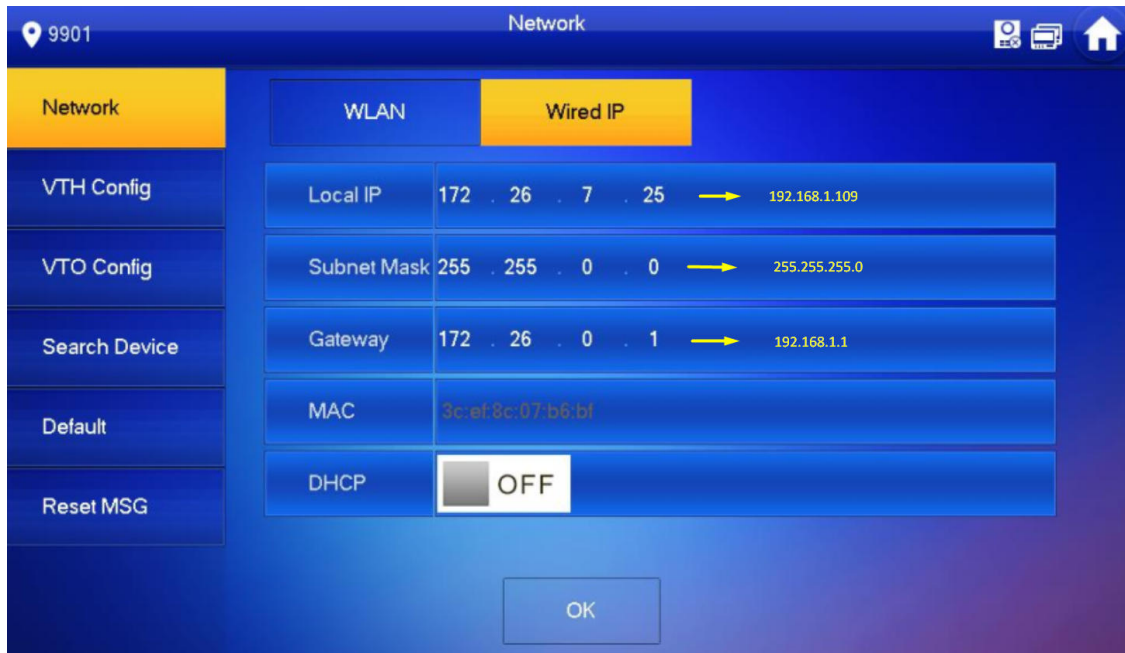 9901
Network
Network
WLAN
Wired IP
VTH Config
Local IP 172 . 26 . 7 . 25 192.168.1.109
VTO Config
Subnet Mask 255 . 255 . 0 . 0 255.255.255.0
Search Device
Gateway 172 . 26 . 0 . 1 192.168.1.1
Default
MAC 3c:ef:8c:07:b6:bf
Reset MSG
DHCP OFF
OK